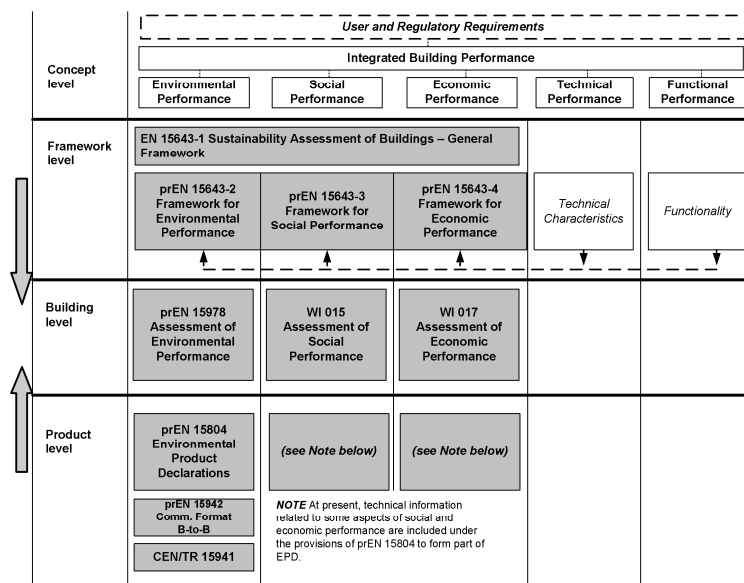 User and Regulatory Requirements
Integrated Building Performance
Concept
level
Environmental
Performance
Social
Performance
Economic
Performance
Technical
Performance
Functional
Performance
Framework
level
EN 15643-1 Sustainability Assessment of Buildings – General
Framework
prEN 15643-2
Framework for
Environmental
Performance
prEN 15643-3
Framework for
Social Performance
prEN 15643-4
Framework for
Economic
Performance
Technical
Characteristics
Functionality
Building
level
prEN 15978
Assessment of
Environmental
Performance
WI 015
Assessment of
Social
Performance
WI 017
Assessment of
Economic
Performance
Product
level
prEN 15804
Environmental
Product
Declarations
(see Note below)
(see Note below)
prEN 15942
Comm. Format
B-to-B
CEN/TR 15941
NOTE At present, technical information
related to some aspects of social and
economic performance are included under
the provisions of prEN 15804 to form part of
EPD.